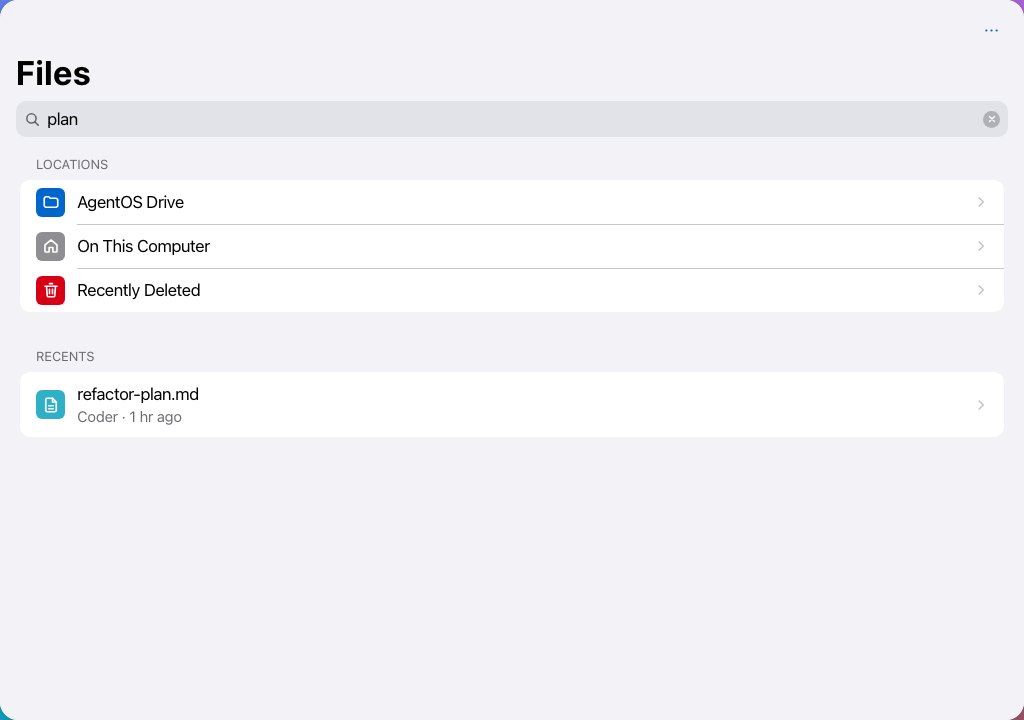 Files
plan
LOCATIONS
AgentOS Drive
On This Computer
Recently Deleted
RECENTS
refactor-plan.md
Coder · 1 hr ago